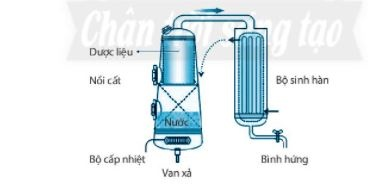 Chân trời sáng tạo
Dược liệu
Nồi cất
Bộ sinh hàn
Nước
Bộ cấp nhiệt
Bình hứng
Van xả